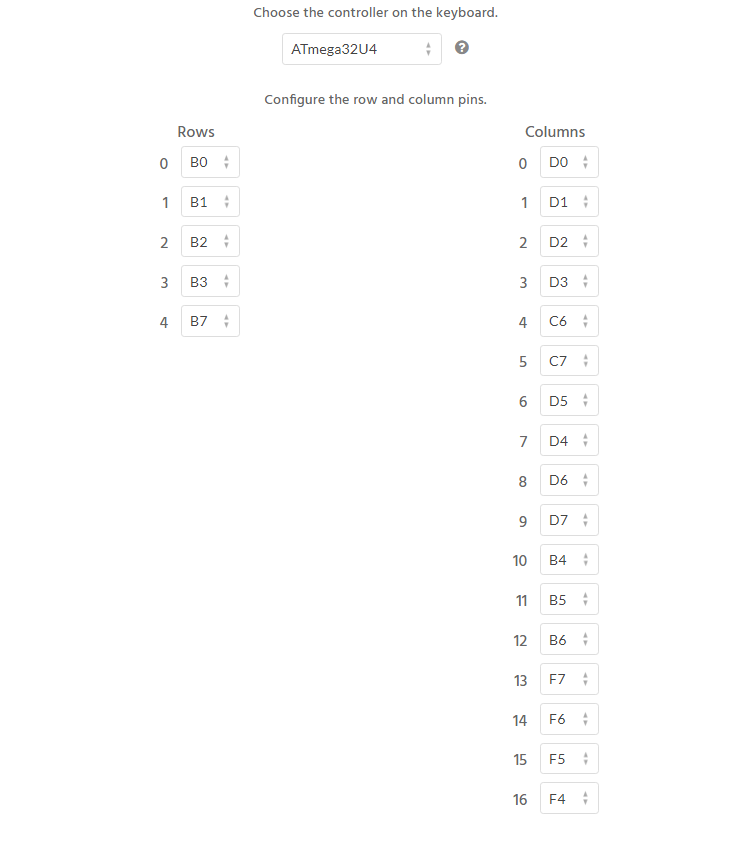 Choose the controller on the keyboard.
ATmega32U4 ?
Configure the row and column pins.
Rows Columns
0 B0 0 D0
1 B1 1 D1
2 B2 2 D2
3 B3 3 D3
4 B7 4 C6
5 C7
6 D5
7 D4
8 D6
9 D7
10 B4
11 B5
12 B6
13 F7
14 F6
15 F5
16 F4